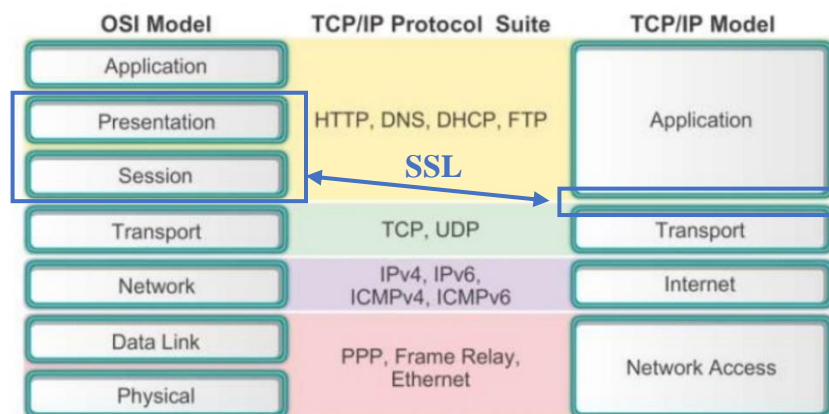 OSI Model
TCP/IP Protocol Suite
TCP/IP Model
Application
Presentation
Session
Transport
Network
Data Link
Physical
HTTP, DNS, DHCP, FTP
SSL
TCP, UDP
IPv4, IPv6,
ICMPv4, ICMPv6
PPP, Frame Relay,
Ethernet
Application
Transport
Internet
Network Access